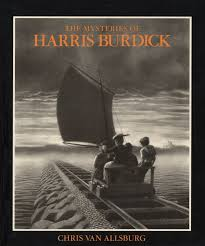 THE MYSTERIES OF
HARRIS BURDICK
CHRIS VAN ALLSBURG